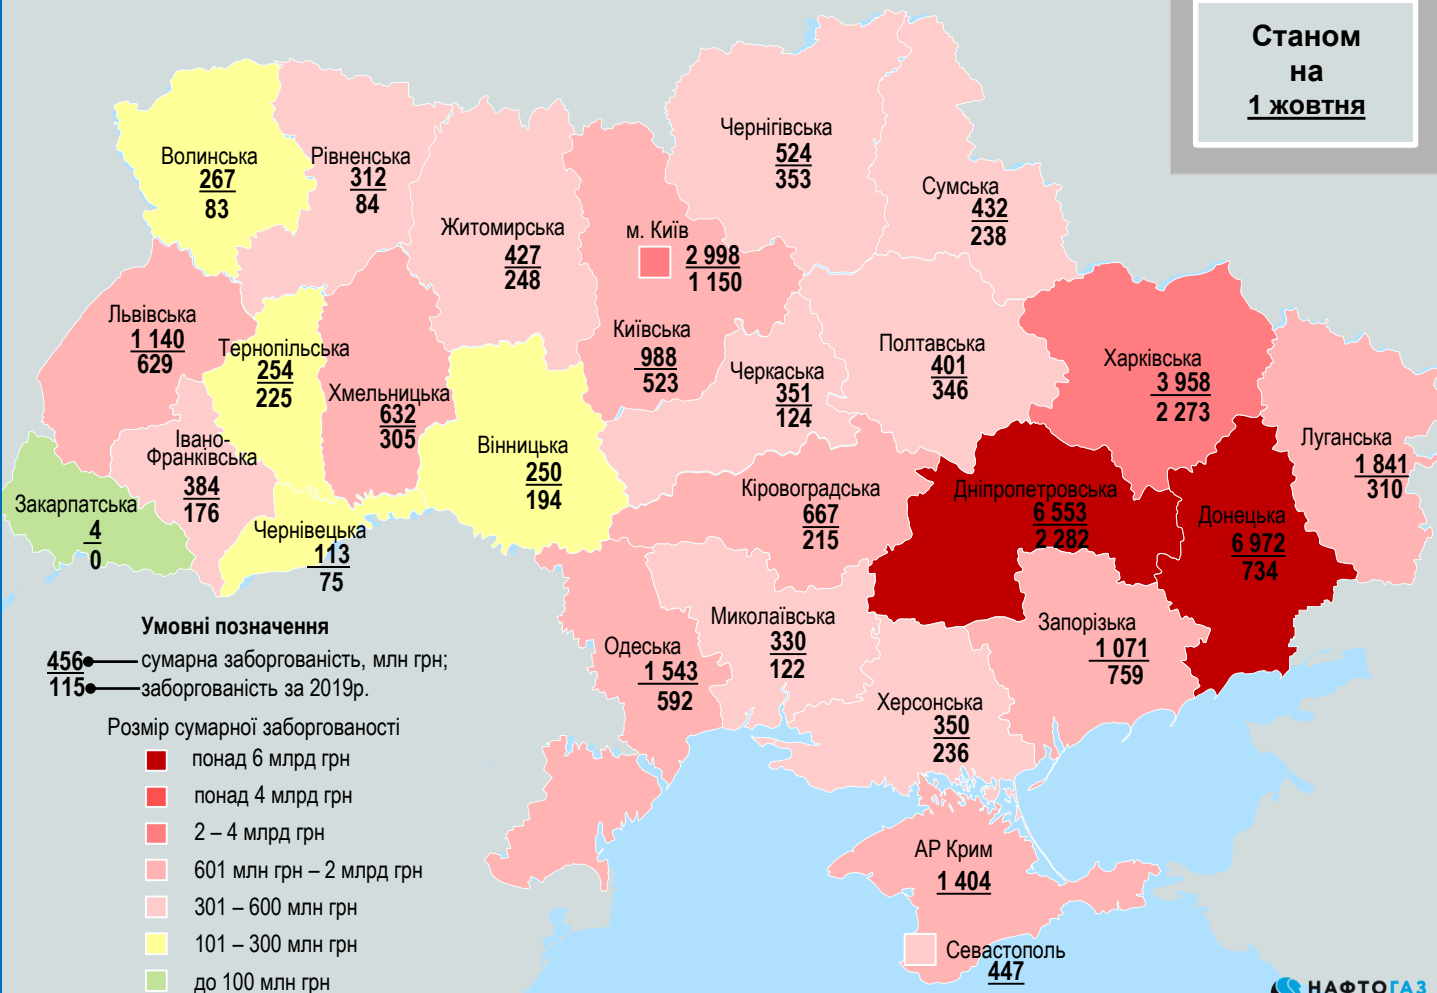 Станом
на
1 жовтня
Чернігівська
524
353
Волинська
267
83
Рівненська
312
84
Сумська
432
238
Житомирська
427
248
м. Київ
2 998
1 150
Львівська
1 140
629
Тернопільська
254
225
Київська
988
523
Полтавська
401
346
Харківська
3 958
2 273
Черкаська
351
124
Хмельницька
632
305
Івано-
Франківська
384
176
Вінницька
250
194
Луганська
1 841
310
Закарпатська
4
0
Чернівецька
113
75
Кіровоградська
667
215
Дніпропетровська
6 553
2 282
Донецька
6 972
734
Миколаївська
330
122
Запорізька
1 071
759
Одеська
1 543
592
Херсонська
350
236
АР Крим
1 404
Севастополь
447
Умовні позначення
456 сумарна заборгованість, млн грн;
115 заборгованість за 2019р.
Розмір сумарної заборгованості
понад 6 млрд грн
понад 4 млрд грн
2 – 4 млрд грн
601 млн грн – 2 млрд грн
301 – 600 млн грн
101 – 300 млн грн
до 100 млн грн
НАФТОГАЗ